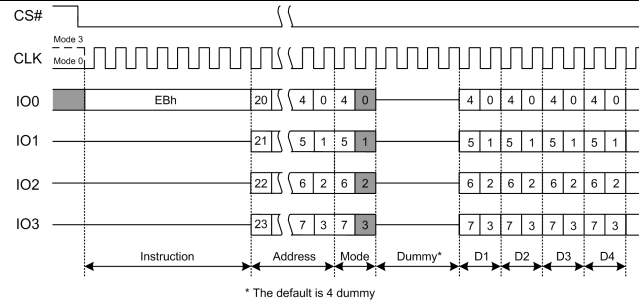 CS#
Mode 3
CLK
Mode 0
IO0 EBh 20 4 0 4 0 4 0 4 0 4 0 4 0
IO1 21 5 1 5 1 5 1 5 1 5 1 5 1
IO2 22 6 2 6 2 6 2 6 2 6 2 6 2
IO3 23 7 3 7 3 7 3 7 3 7 3 7 3
Instruction Address Mode Dummy* D1 D2 D3 D4
* The default is 4 dummy